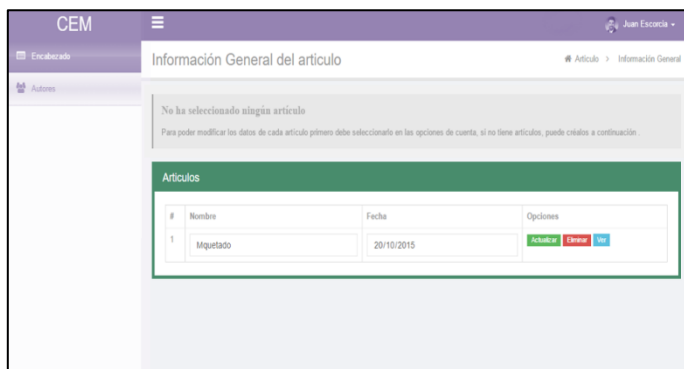 CEM
Juan Escorcia
Encabezado
Autores
Información General del articulo
Articulo > Información General
No ha seleccionado ningún artículo
Para poder modificar los datos de cada artículo primero debe seleccionarlo en las opciones de cuenta, si no tiene artículos, puede créalos a continuación .
Articulos
# Nombre Fecha Opciones
1 Mquetado 20/10/2015 Actualizar Eliminar Ver